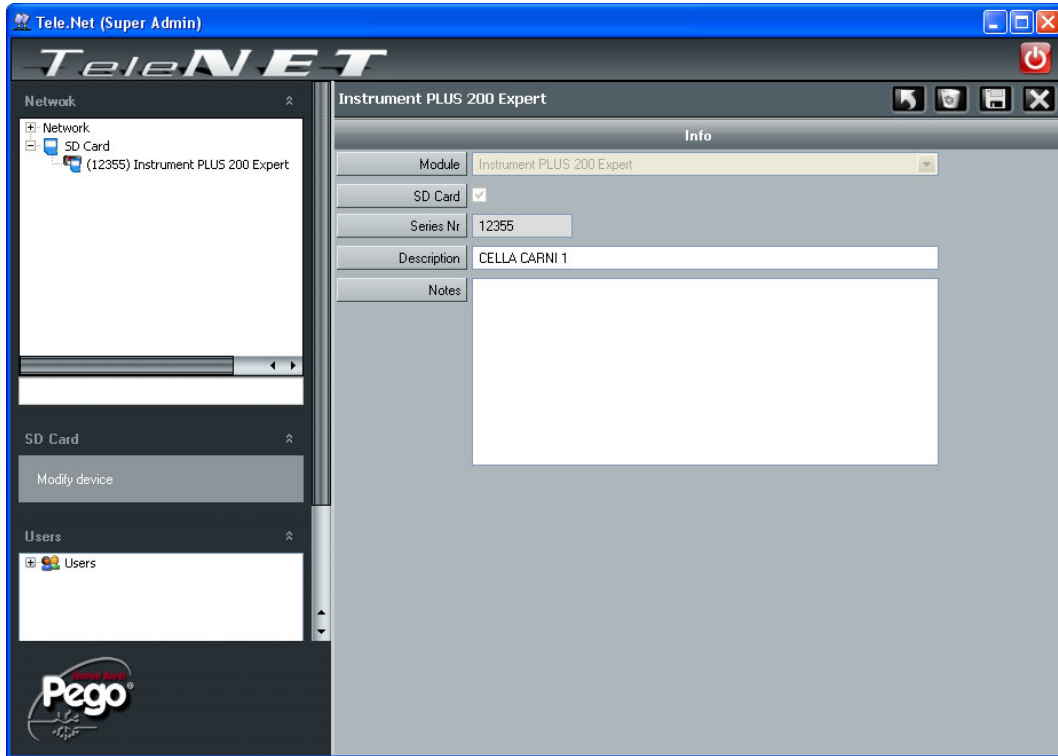 Tele.Net (Super Admin)
TeleNET
Network
Network
SD Card
(12355) Instrument PLUS 200 Expert
SD Card
Modify device
Users
Users
Pego®
Instrument PLUS 200 Expert
Info
Module Instrument PLUS 200 Expert
SD Card
Series Nr 12355
Description CELLA CARNI 1
Notes